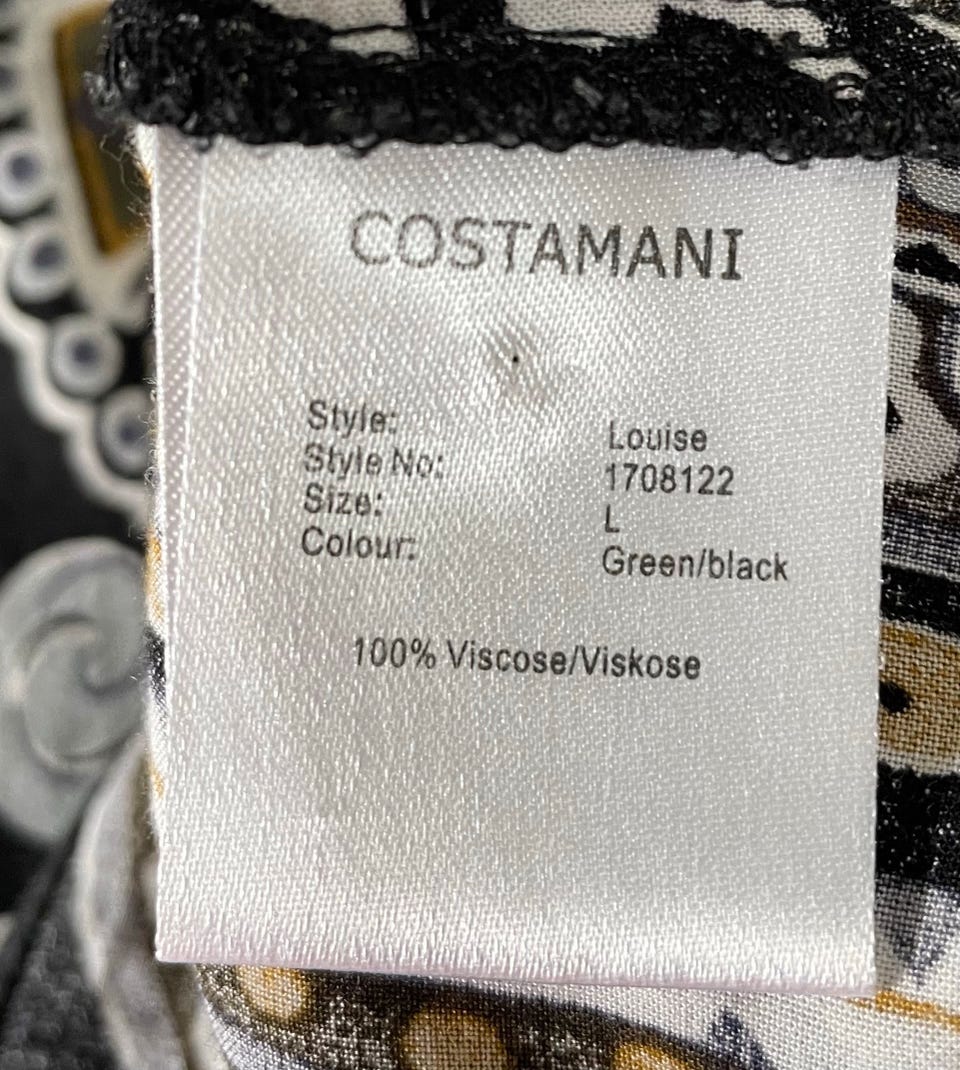 COSTAMANI
Style: Louise
Style No: 1708122
Size: L
Colour: Green/black
100% Viscose/Viskose